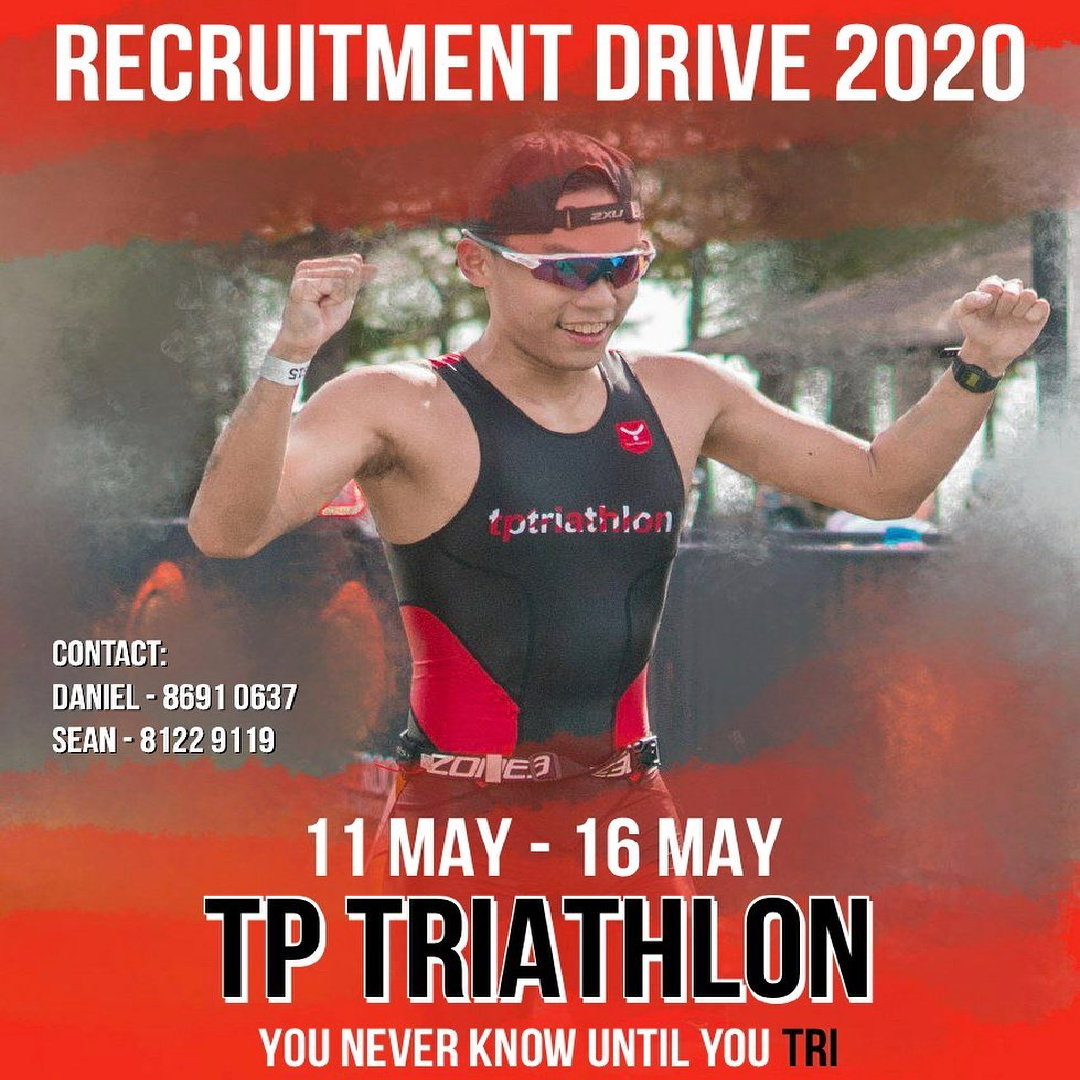 RECRUITMENT DRIVE 2020
2XU
tptriathlon
CONTACT:
DANIEL - 8691 0637
SEAN - 8122 9119
ZONE3
11 MAY - 16 MAY
TP TRIATHLON
YOU NEVER KNOW UNTIL YOU TRI